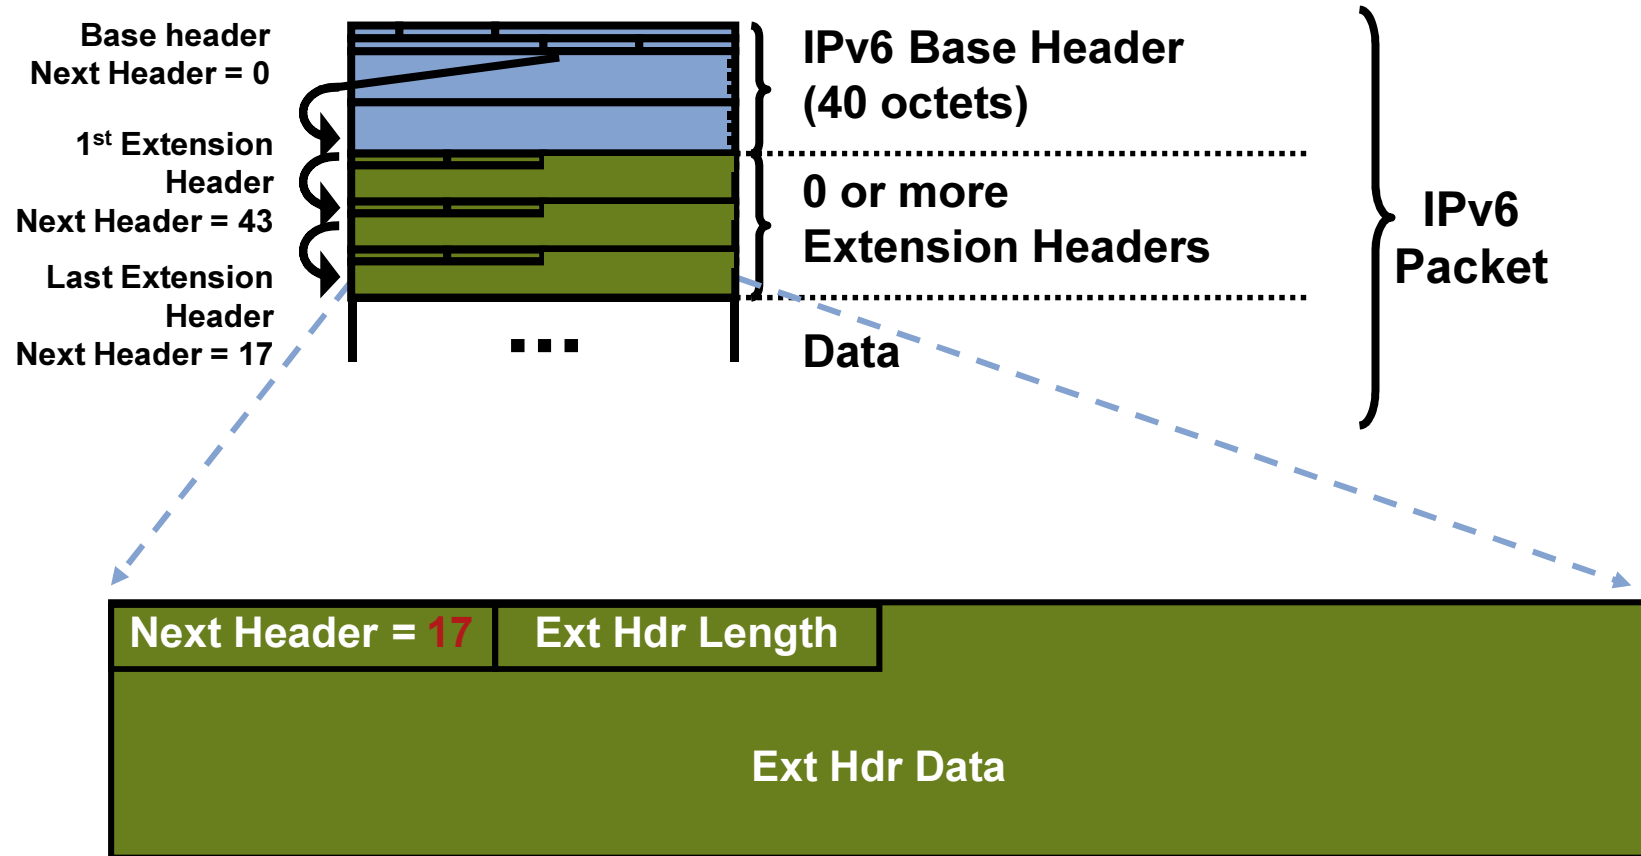 Base header
Next Header = 0
1st Extension
Header
Next Header = 43
Last Extension
Header
Next Header = 17
IPv6 Base Header
(40 octets)
0 or more
Extension Headers
...
Data
IPv6
Packet
Next Header = 17
Ext Hdr Length
Ext Hdr Data